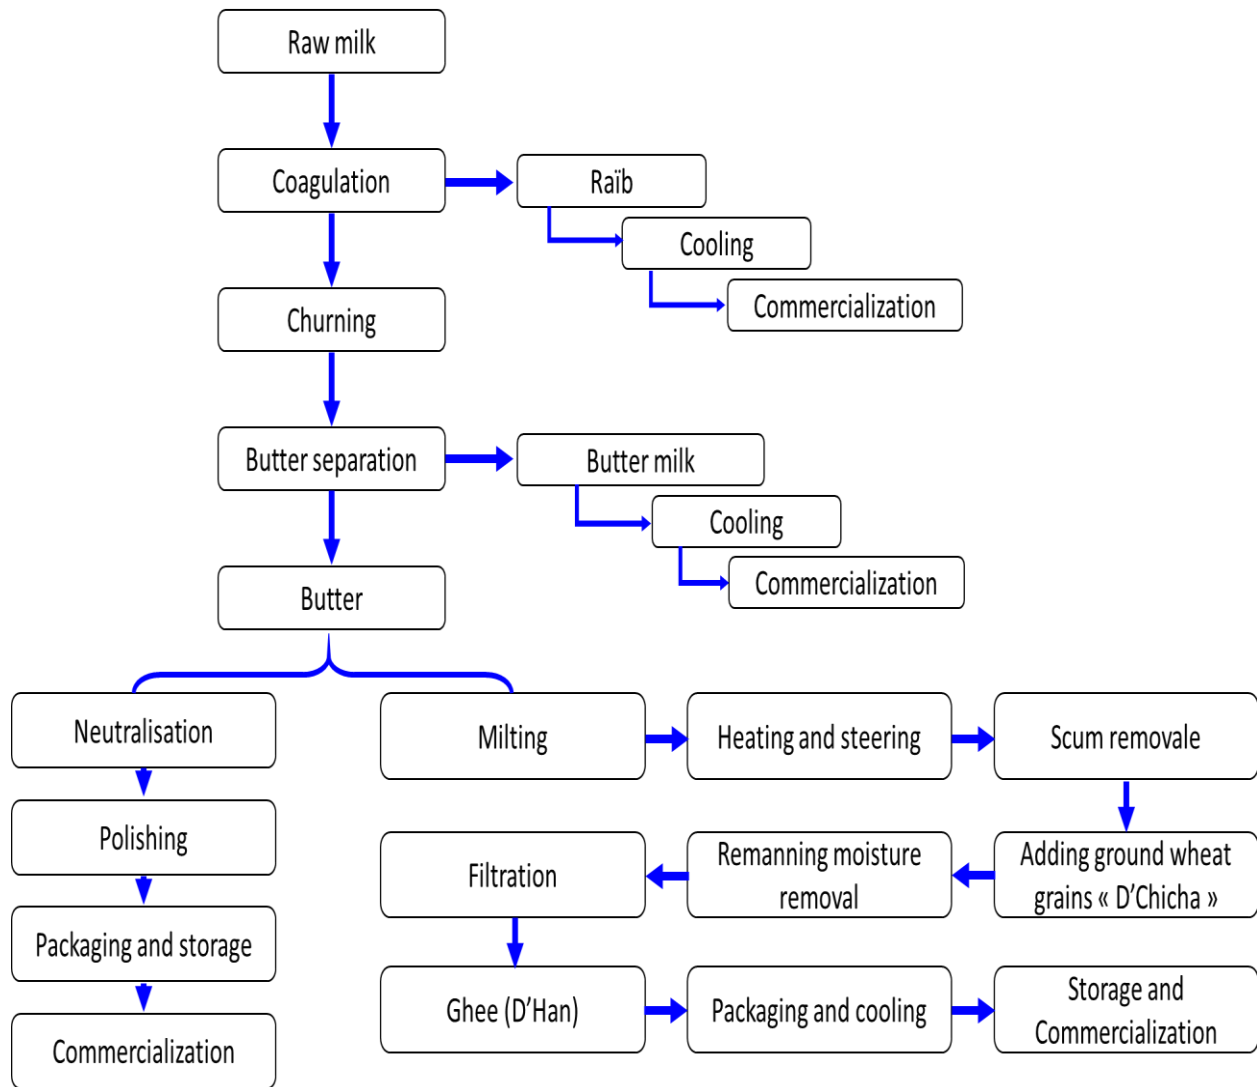 Raw milk
Coagulation
Raïb
Cooling
Commercialization
Churning
Butter separation
Butter milk
Cooling
Commercialization
Butter
Neutralisation
Milting
Heating and steering
Scum removale
Polishing
Filtration
Remanning moisture
removal
Adding ground wheat
grains « D’Chicha »
Packaging and storage
Ghee (D’Han)
Packaging and cooling
Storage and
Commercialization
Commercialization